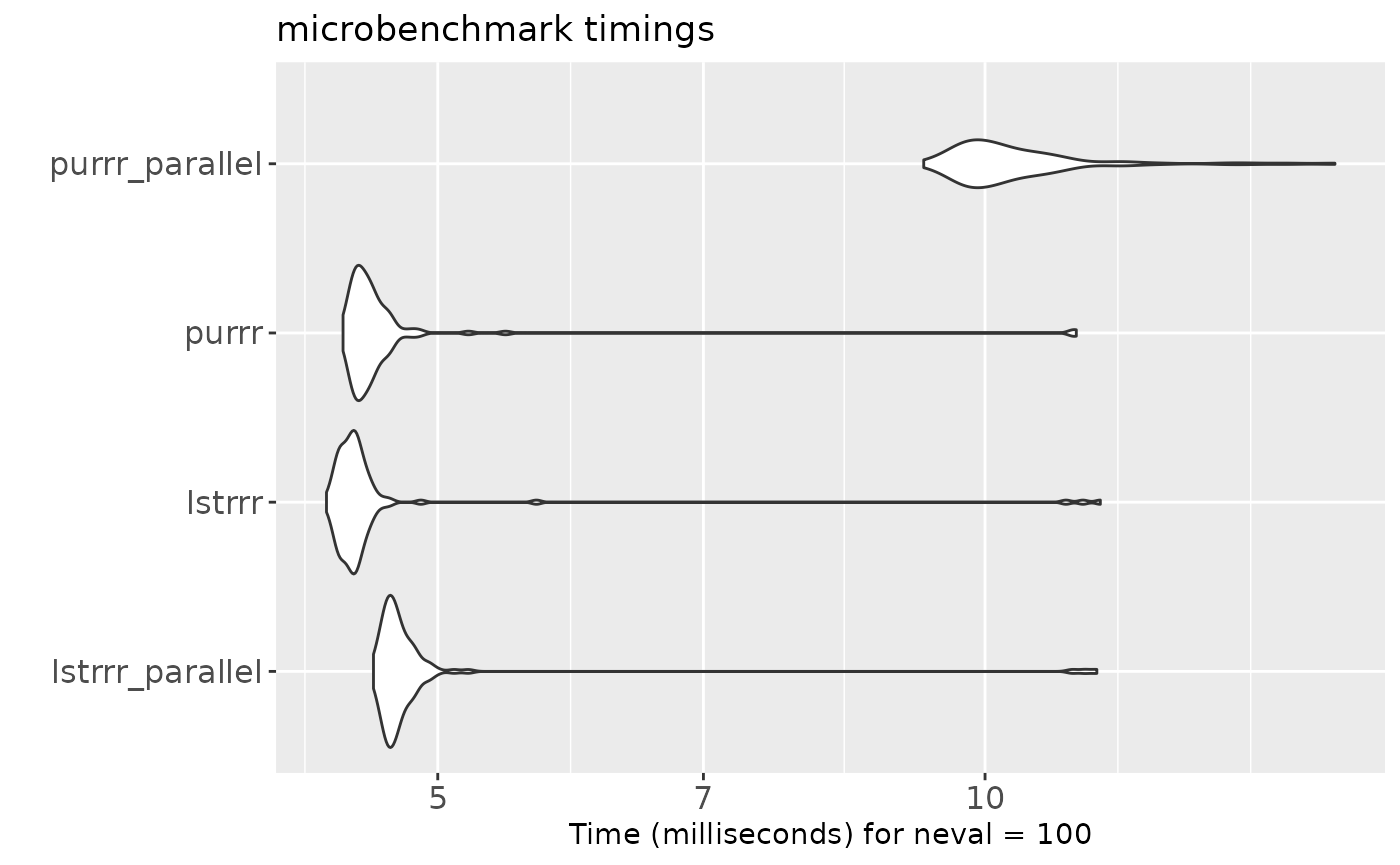 microbenchmark timings
purrr_parallel
purrr
lstrrr
lstrrr_parallel
5 7 10
Time (milliseconds) for neval = 100